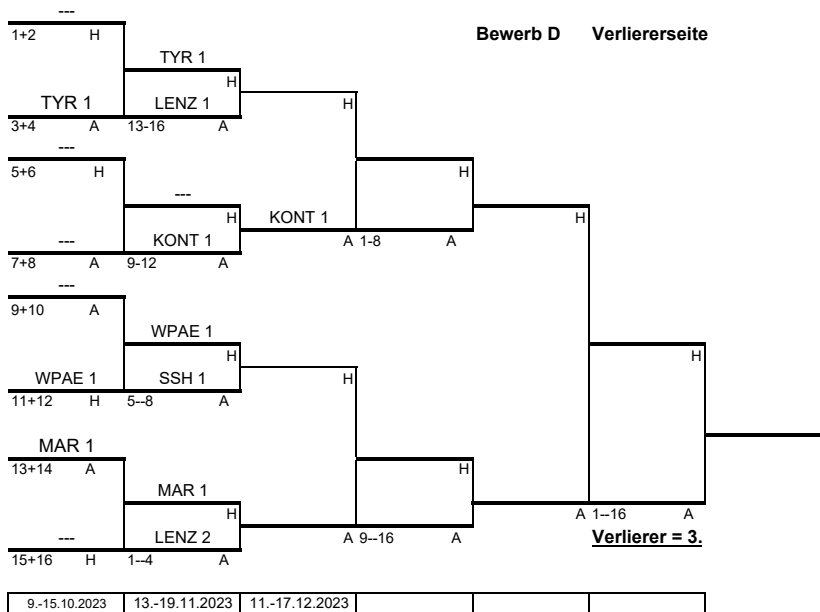 ---
Bewerb D Verliererseite
1+2 H
TYR 1
H
TYR 1 LENZ 1 H
3+4 A 13-16 A
---
5+6 H H
---
H KONT 1 H
--- KONT 1
7+8 A 9-12 A A 1-8 A
---
9+10 A
WPAE 1
H H
WPAE 1 SSH 1 H
11+12 H 5--8 A
MAR 1
13+14 A H
MAR 1
H A 1--16 A
--- LENZ 2 A 9--16 A Verlierer = 3.
15+16 H 1--4 A
9.-15.10.2023 13.-19.11.2023 11.-17.12.2023